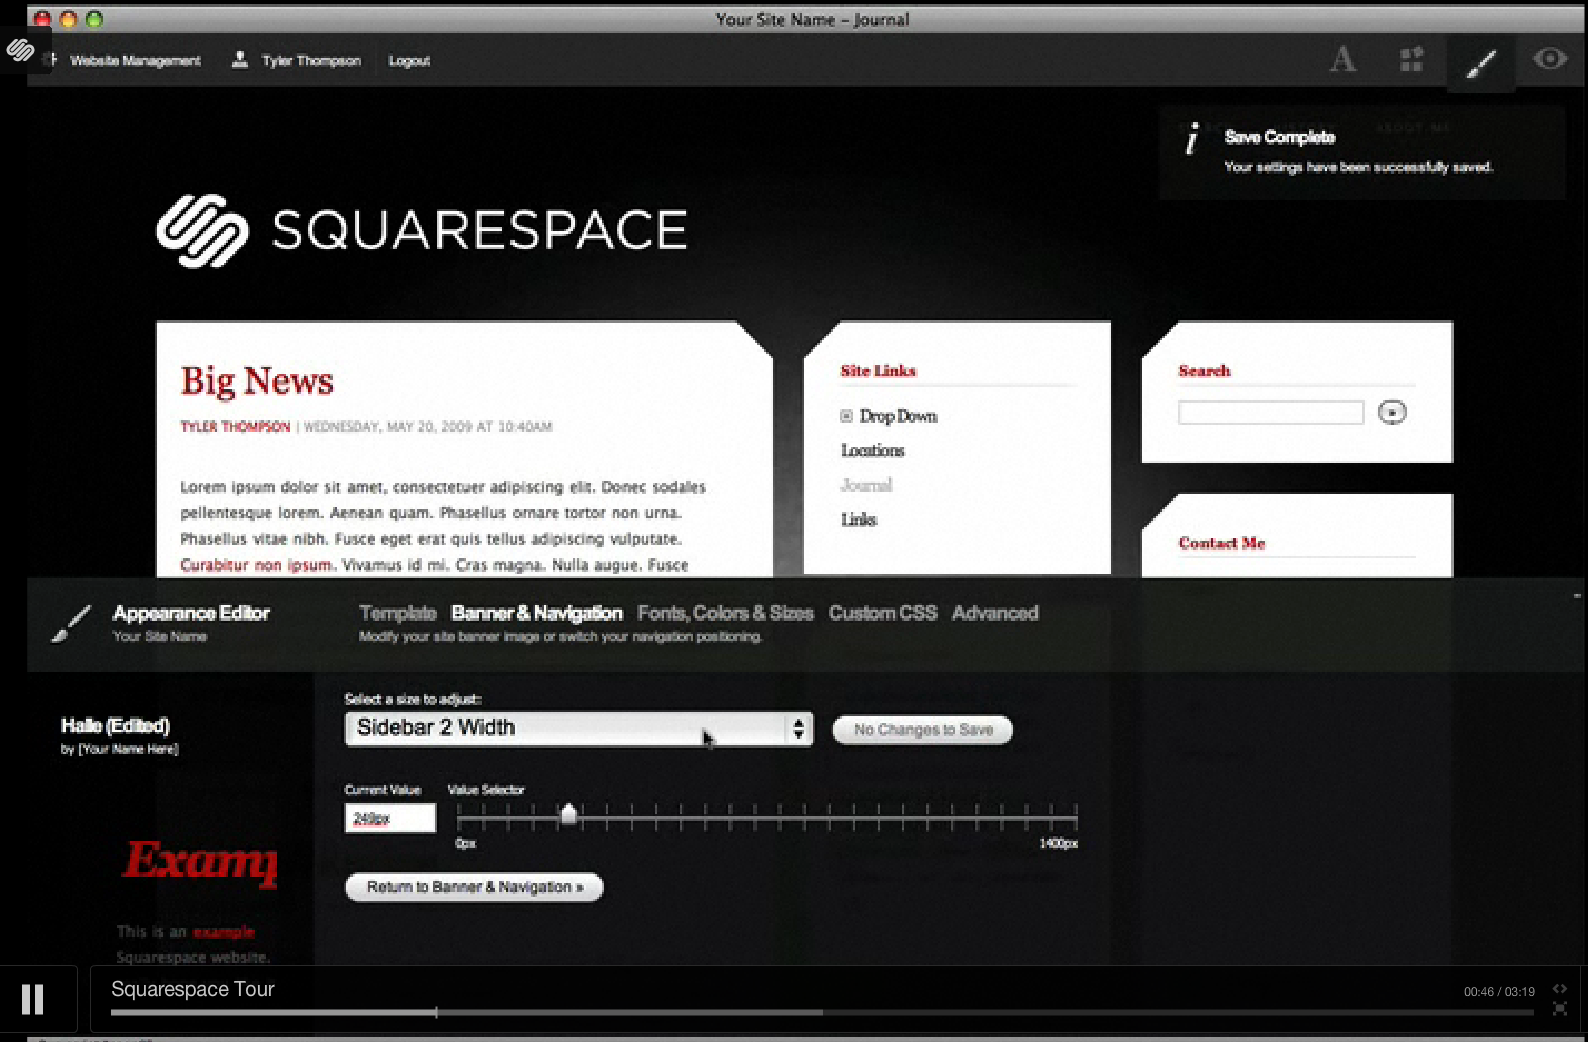 Your Site Name – Journal
Website Management
Tyler Thompson
Logout
A
ABOUT ME
i
Save Complete
Your settings have been successfully saved.
SQUARESPACE
Big News
TYLER THOMPSON | WEDNESDAY, MAY 20, 2009 AT 10:40AM
Lorem ipsum dolor sit amet, consectetuer adipiscing elit. Donec sodales
pellentesque lorem. Aenean quam. Phasellus ornare tortor non urna.
Phasellus vitae nibh. Fusce eget erat quis tellus adipiscing vulputate.
Curabitur non ipsum. Vivamus id mi. Cras magna. Nulla augue. Fusce
Site Links
Drop Down
Locations
Journal
Links
Search
Contact Me
Appearance Editor
Your Site Name
Template Banner & Navigation Fonts, Colors & Sizes Custom CSS Advanced
Modify your site banner image or switch your navigation positioning.
Halle (Edited)
by [Your Name Here]
Examp
This is an example
Squarespace website.
Select a size to adjust:
Sidebar 2 Width
No Changes to Save
Current Value
Value Selector
249px
0px
1400px
Return to Banner & Navigation »
Squarespace Tour
00:46 / 03:19